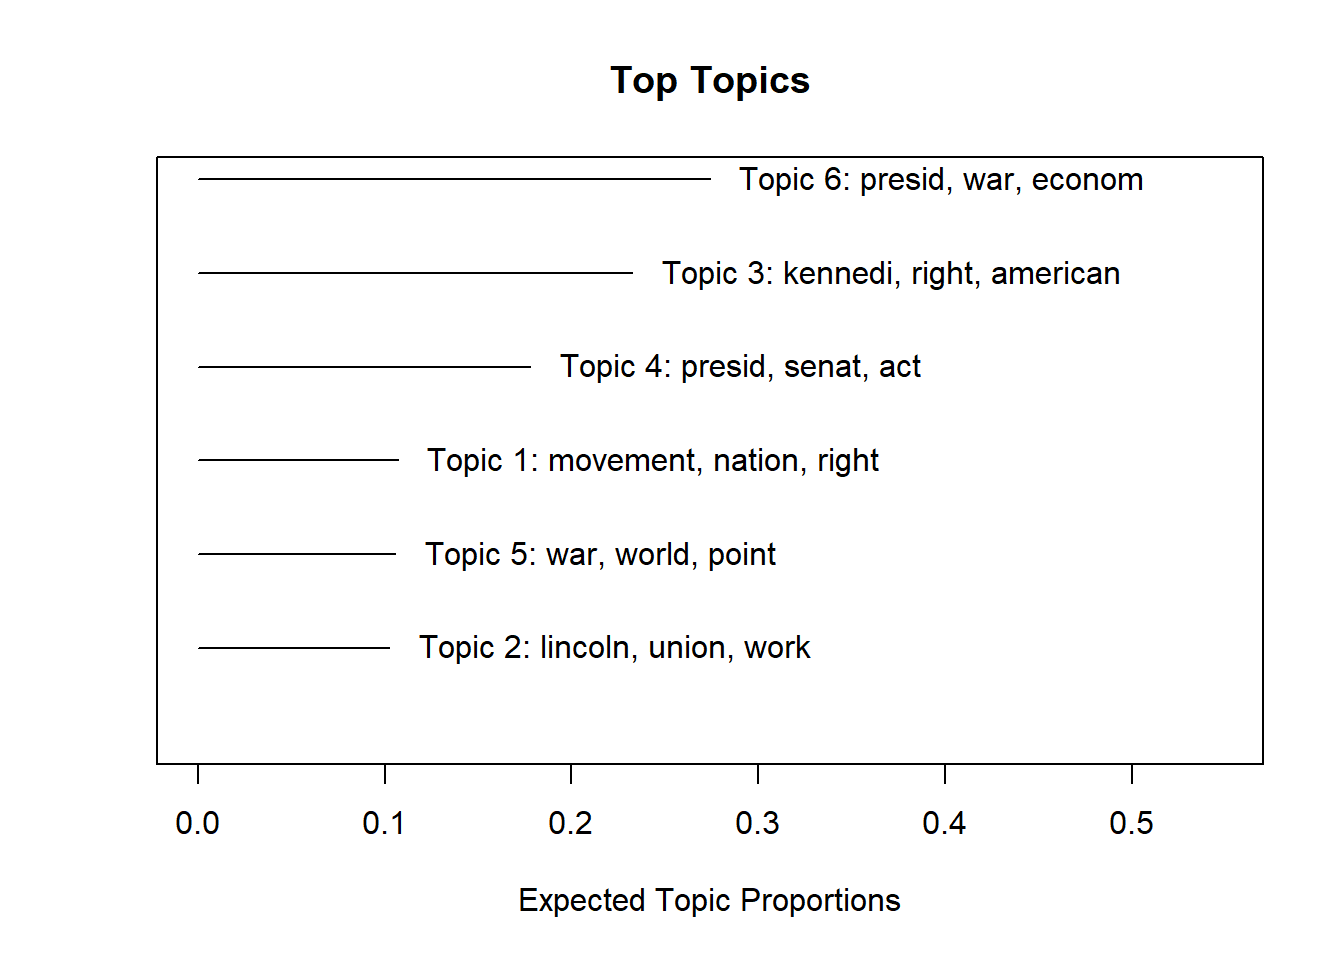 Top Topics
Topic 6: presid, war, econom
Topic 3: kennedi, right, american
Topic 4: presid, senat, act
Topic 1: movement, nation, right
Topic 5: war, world, point
Topic 2: lincoln, union, work
0.0 0.1 0.2 0.3 0.4 0.5
Expected Topic Proportions